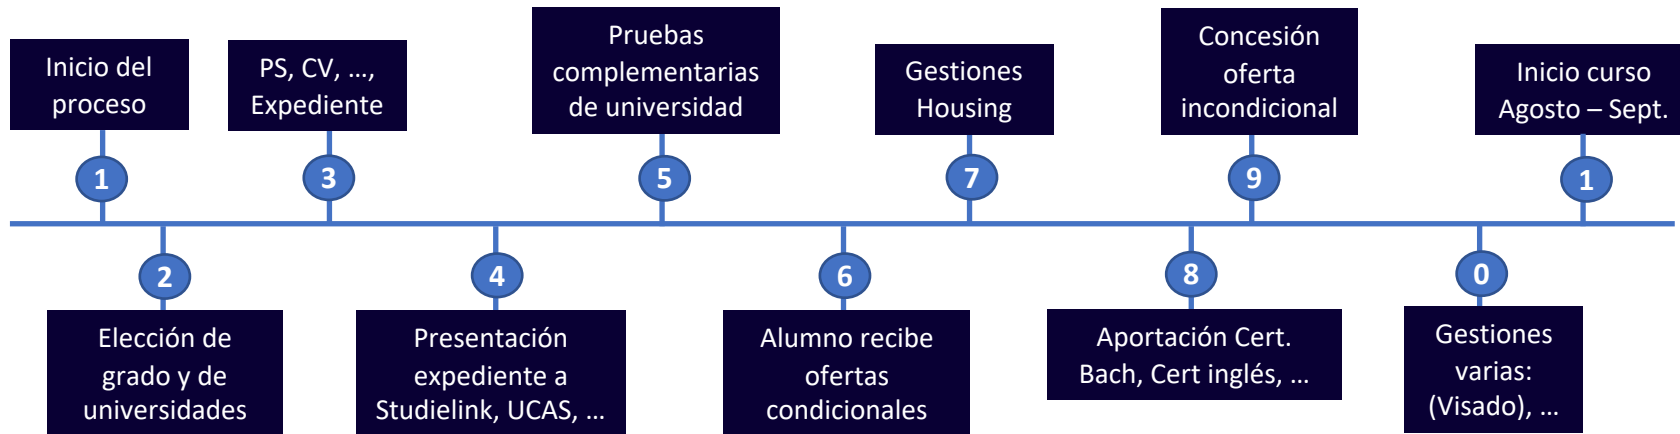 Inicio del
proceso
1
2
Elección de
grado y de
universidades
PS, CV, ...,
Expediente
3
4
Presentación
expediente a
Studielink, UCAS, ...
Pruebas
complementarias
de universidad
5
6
Alumno recibe
ofertas
condicionales
Gestiones
Housing
7
8
Aportación Cert.
Bach, Cert inglés, ...
Concesión
oferta
incondicional
9
0
Gestiones
varias:
(Visado), ...
Inicio curso
Agosto – Sept.
1